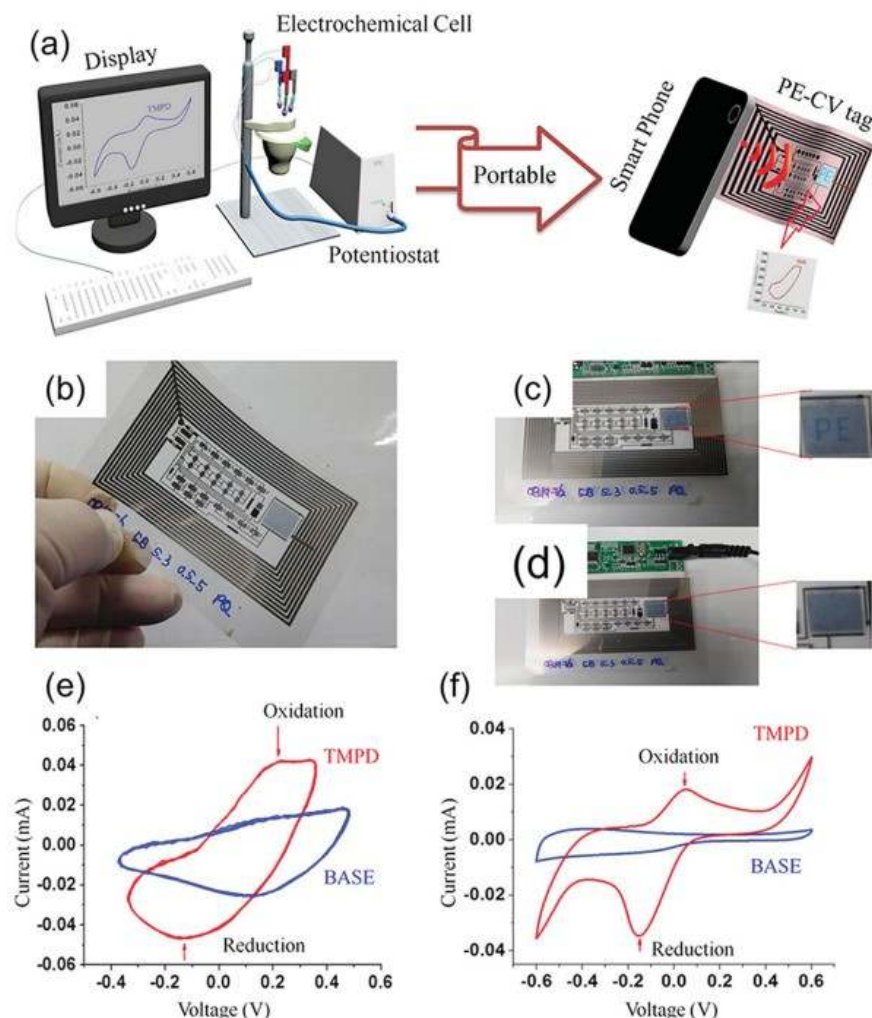 (a)
Display
Electrochemical Cell
TMPD
Potentiostat
Portable
Smart Phone
PE-CV tag
(b)
(c)
PE
(d)
(e)
0.06
0.04
0.02
0.00
-0.02
-0.04
-0.06
Current (mA)
Oxidation
TMPD
BASE
Reduction
-0.4 -0.2 0.0 0.2 0.4
Voltage (V)
(f)
0.04
0.02
0.00
-0.02
-0.04
Current (mA)
TMPD
Oxidation
BASE
Reduction
-0.6 -0.4 -0.2 0.0 0.2 0.4 0.6
Voltage (V)